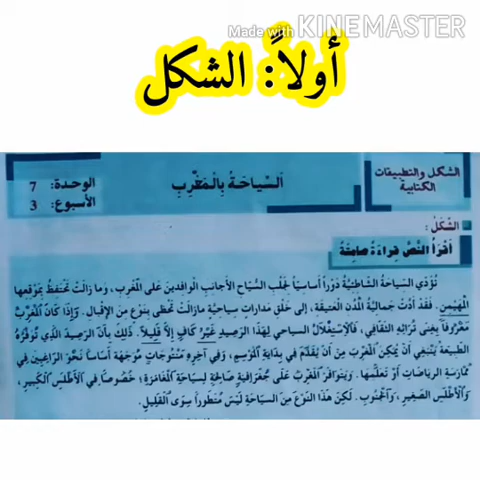 Made with KINEMASTER
أولاً: الشكل
الشكل والتطبيقات
الكتابية
السياحة بالمغرب
الوحدة: 7
الأسبوع: 3
الشكل:
أقرأ النص قراءة صامتة
تؤدي السياحة الشاطئية دورا أساسيا لجلب السياح الأجانب الوافدين على المغرب، وما زالت تحتفظ بموقعها
المهيمن. فقد أدت جمالية المدن العتيقة، إلى خلق مدارات سياحية مازالت تحظى بنوع من الإقبال. وإذا كان المغرب
معروفا بغنى تراثه الثقافي، فالاستغلال السياحي لهذا الرصيد غير كاف إلا قليلا. ذلك بأن الرصيد الذي توفره
الطبيعة ينبغي أن يمكن المغرب من أن يقدم في بداية الموسم، وفي آخره منتوجات موجهة أساسا نحو الراغبين في
ممارسة الرياضات أو تعلمها. ويتوافر المغرب على جغرافية صالحة لسياحة المغامرة؛ خصوصا في الأطلس الكبير،
والأطلس الصغير، والجنوب. لكن هذا النوع من السياحة ليس منظورا سوى القليل.